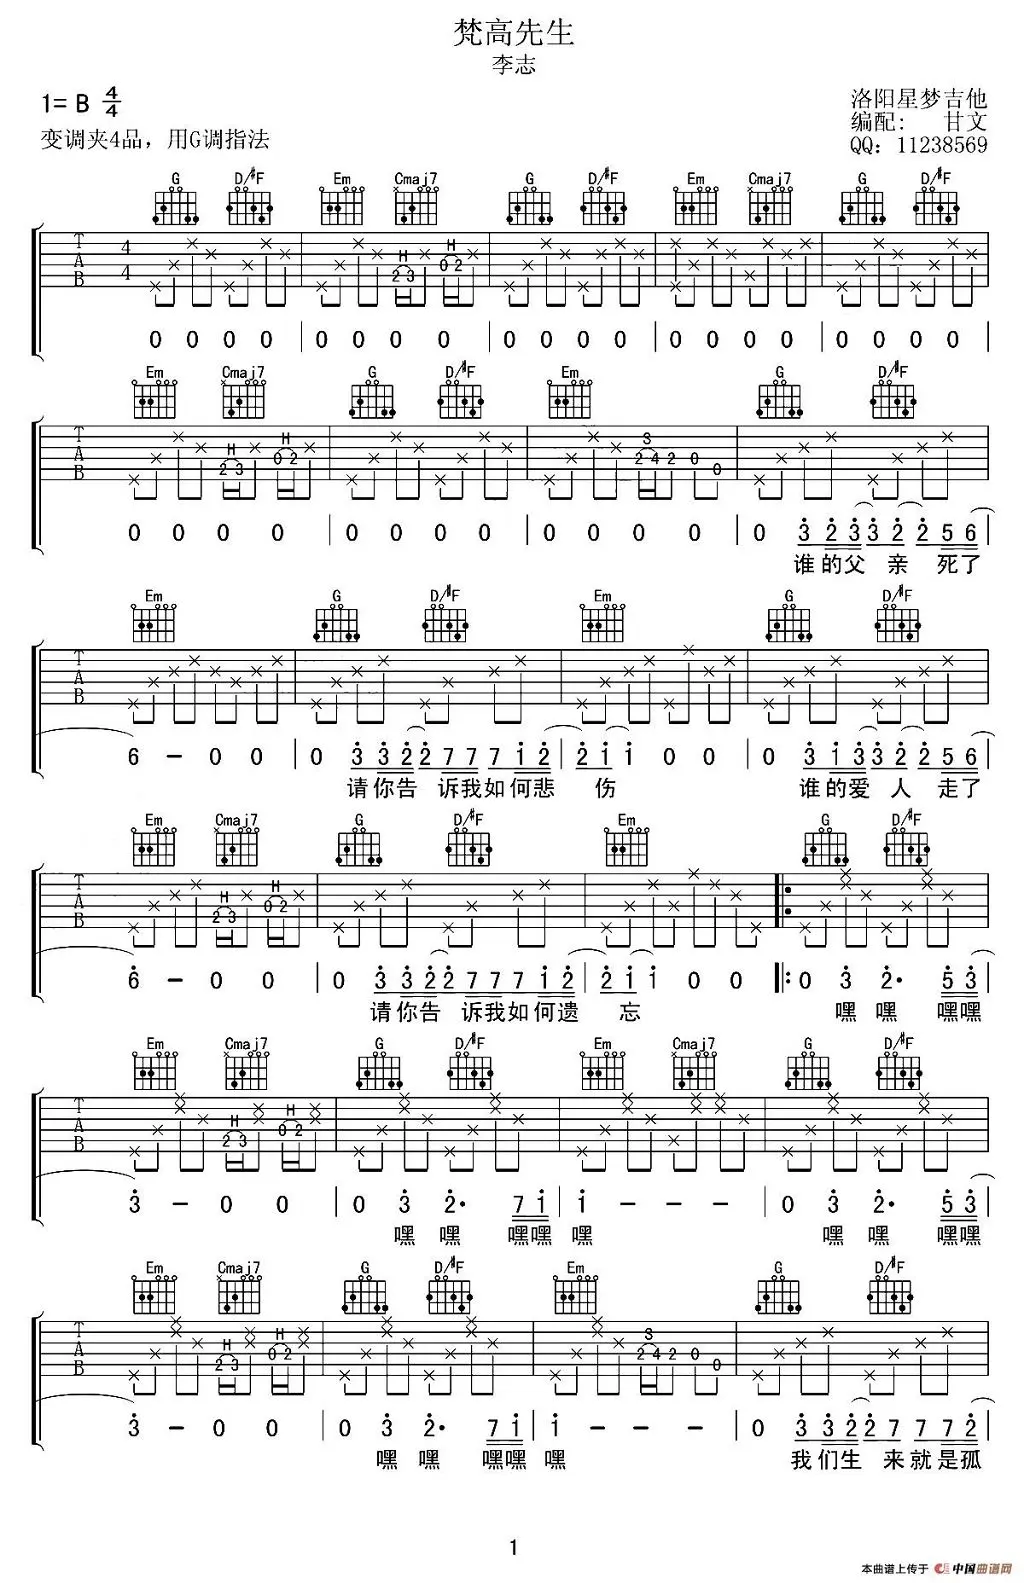 梵高先生
李志
1= B 4/4
洛阳星梦吉他
变调夹4品，用G调指法
编配: 甘文
QQ: 11238569
G D/#F Em Cmaj7 G D/#F Em Cmaj7 G D/#F
T A B 4 4 H 2 3 H 0 2
0 0 0 0 | 0 0 0 0 | 0 0 0 0 | 0 0 0 0 | 0 0 0 0 |
Em Cmaj7 G D/#F Em G D/#F
T A B H 2 3 H 0 2 3 2 4 2 0 0
0 0 0 0 | 0 0 0 0 | 0 0 0 0 | 0 3 2 3 3 2 2 5 6 |
谁的父 亲 死了
Em G D/#F Em G D/#F
T A B
6 - 0 0 | 0 3 3 2 2 7 7 7 1 2 | 2 1 1 0 0 | 0 3 1 3 3 2 2 5 6 |
请你告 诉我如何悲 伤 谁的爱 人 走了
Em Cmaj7 G D/#F Em G D/#F
T A B H 2 3 H 0 2
6 - 0 0 | 0 3 3 2 2 7 7 7 1 2 | 2 1 1 0 0 |: 0 3 2· 5 3 |
请你告 诉我如何遗 忘 嘿 嘿 嘿嘿
Em Cmaj7 G D/#F Em Cmaj7 G D/#F
T A B H 2 3 H 0 2
3 - 0 0 | 0 3 2· 7 1 | 1 - - - | 0 3 2· 5 3 |
嘿 嘿 嘿嘿 嘿 嘿 嘿 嘿嘿
Em Cmaj7 G D/#F Em G D/#F
T A B H 2 3 H 0 2 3 2 4 2 0 0
3 - 0 0 | 0 3 2· 7 1 | 1 - 0 0 | 0 3 3 2 2 7 7 7 1 |
嘿 嘿 嘿嘿 嘿 我们生 来就是孤
1
本曲谱上传于 中国曲谱网